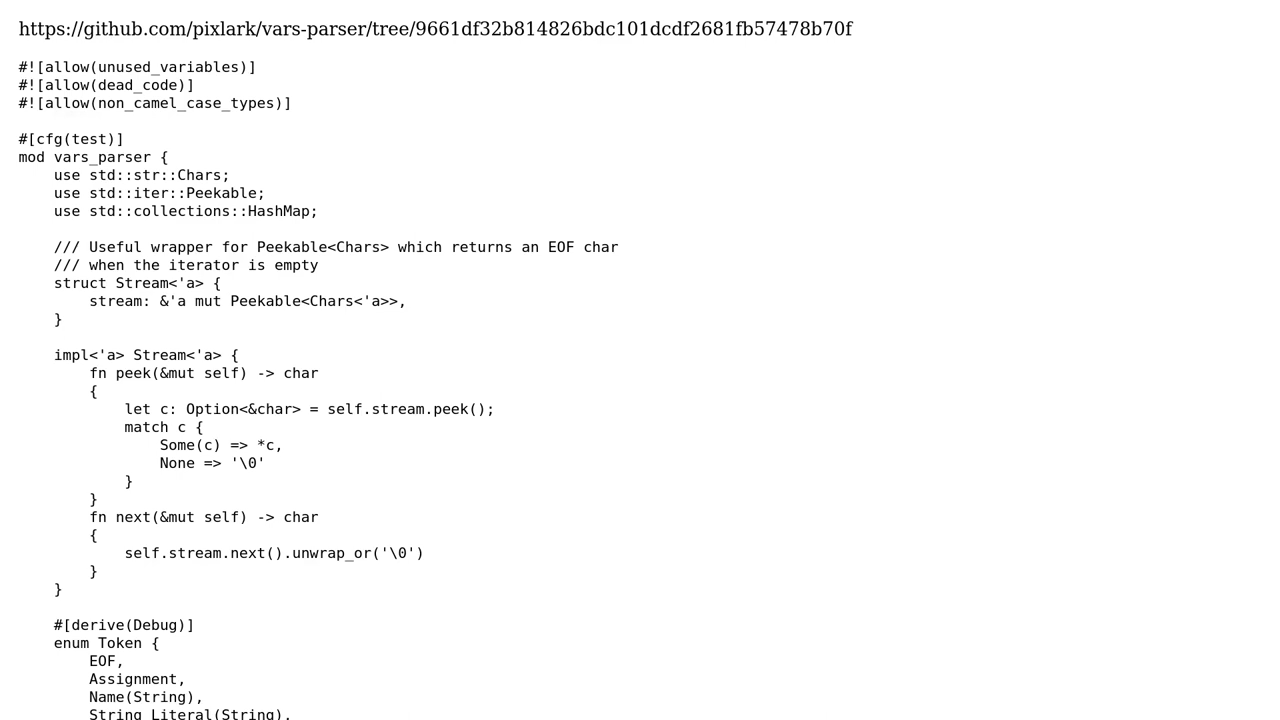 https://github.com/pixlark/vars-parser/tree/9661df32b814826bdc101dcdf2681fb57478b70f
#![allow(unused_variables)]
#![allow(dead_code)]
#![allow(non_camel_case_types)]
#[cfg(test)]
mod vars_parser {
    use std::str::Chars;
    use std::iter::Peekable;
    use std::collections::HashMap;
    /// Useful wrapper for Peekable<Chars> which returns an EOF char
    /// when the iterator is empty
    struct Stream<'a> {
        stream: &'a mut Peekable<Chars<'a>>,
    }
    impl<'a> Stream<'a> {
        fn peek(&mut self) -> char
        {
            let c: Option<&char> = self.stream.peek();
            match c {
                Some(c) => *c,
                None => '\0'
            }
        }
        fn next(&mut self) -> char
        {
            self.stream.next().unwrap_or('\0')
        }
    }
    #[derive(Debug)]
    enum Token {
        EOF,
        Assignment,
        Name(String),
        String_Literal(String),